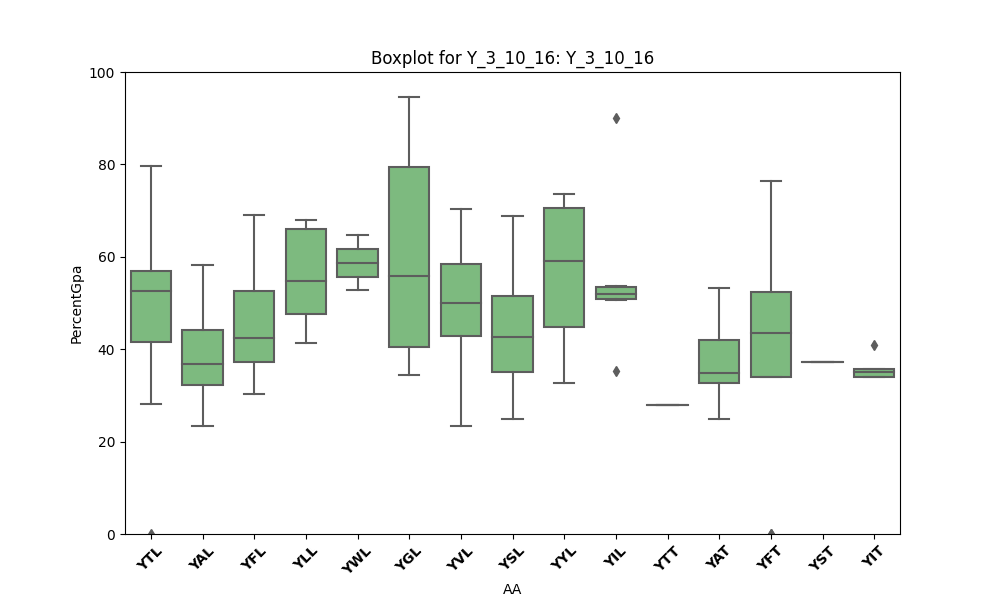 Boxplot for Y_3_10_16: Y_3_10_16
100
80
60
40
20
0
PercentGpa
YTL YAL YFL YLL YWL YGL YVL YSL YYL YIL YTT YAT YFT YST YIT
AA